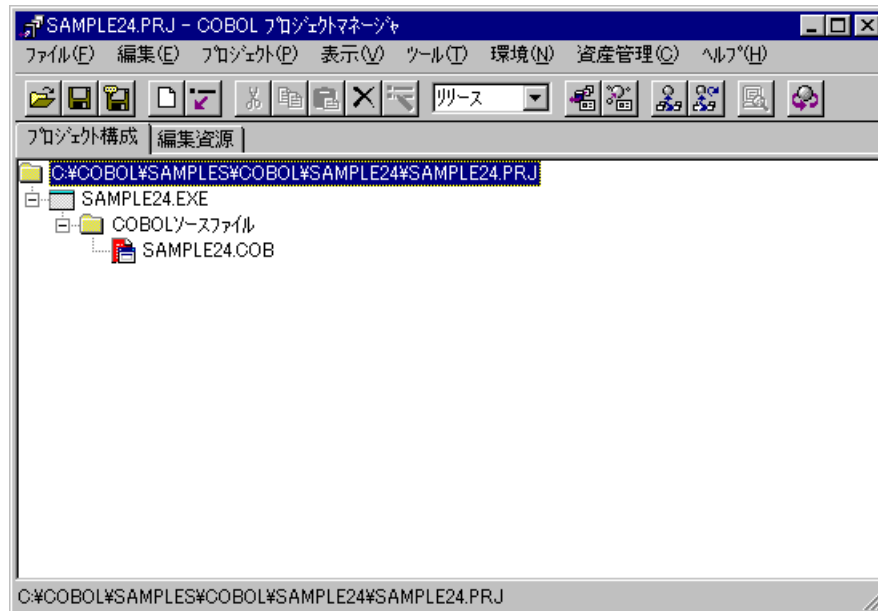 SAMPLE24.PRJ - COBOL ﾌﾟﾛｼﾞｪｸﾄﾏﾈｰｼﾞｬ
ﾌｧｲﾙ(F) 編集(E) ﾌﾟﾛｼﾞｪｸﾄ(P) 表示(V) ﾂｰﾙ(T) 環境(N) 資産管理(C) ﾍﾙﾌﾟ(H)
ﾘﾘｰｽ
ﾌﾟﾛｼﾞｪｸﾄ構成 編集資源
C:¥COBOL¥SAMPLES¥COBOL¥SAMPLE24¥SAMPLE24.PRJ
SAMPLE24.EXE
COBOLｿｰｽﾌｧｲﾙ
SAMPLE24.COB
C:¥COBOL¥SAMPLES¥COBOL¥SAMPLE24¥SAMPLE24.PRJ